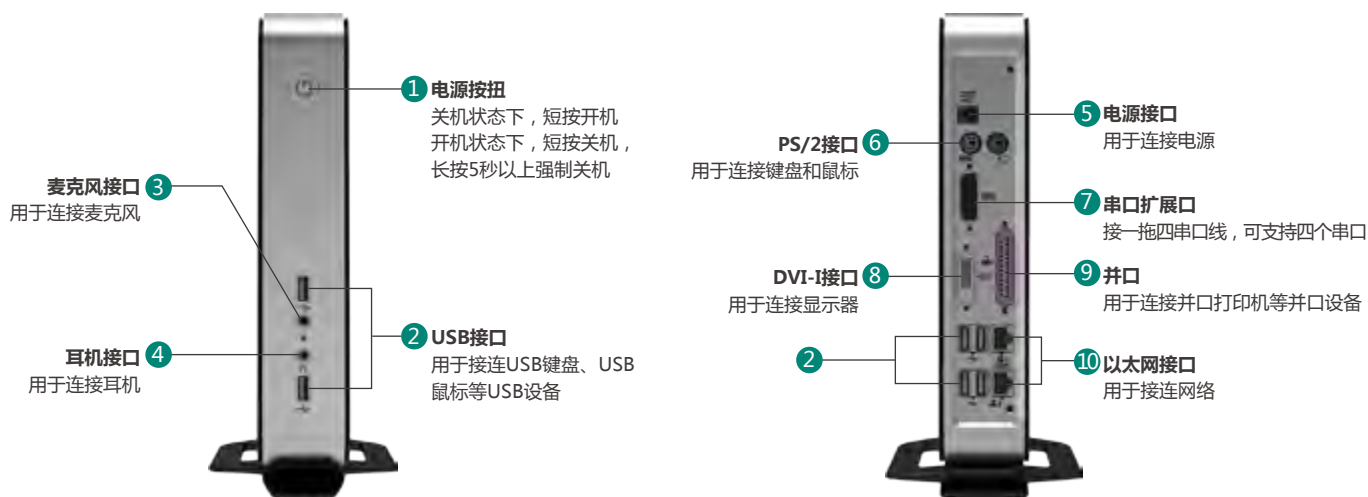 1 电源按扭
关机状态下，短按开机
开机状态下，短按关机，
长按5秒以上强制关机
麦克风接口 3
用于连接麦克风
2 USB接口
用于接连USB键盘、USB
鼠标等USB设备
耳机接口 4
用于连接耳机
5 电源接口
用于连接电源
PS/2接口 6
用于连接键盘和鼠标
7 串口扩展口
接一拖四串口线，可支持四个串口
DVI-I接口 8
用于连接显示器
9 并口
用于连接并口打印机等并口设备
2
10 以太网接口
用于接连网络